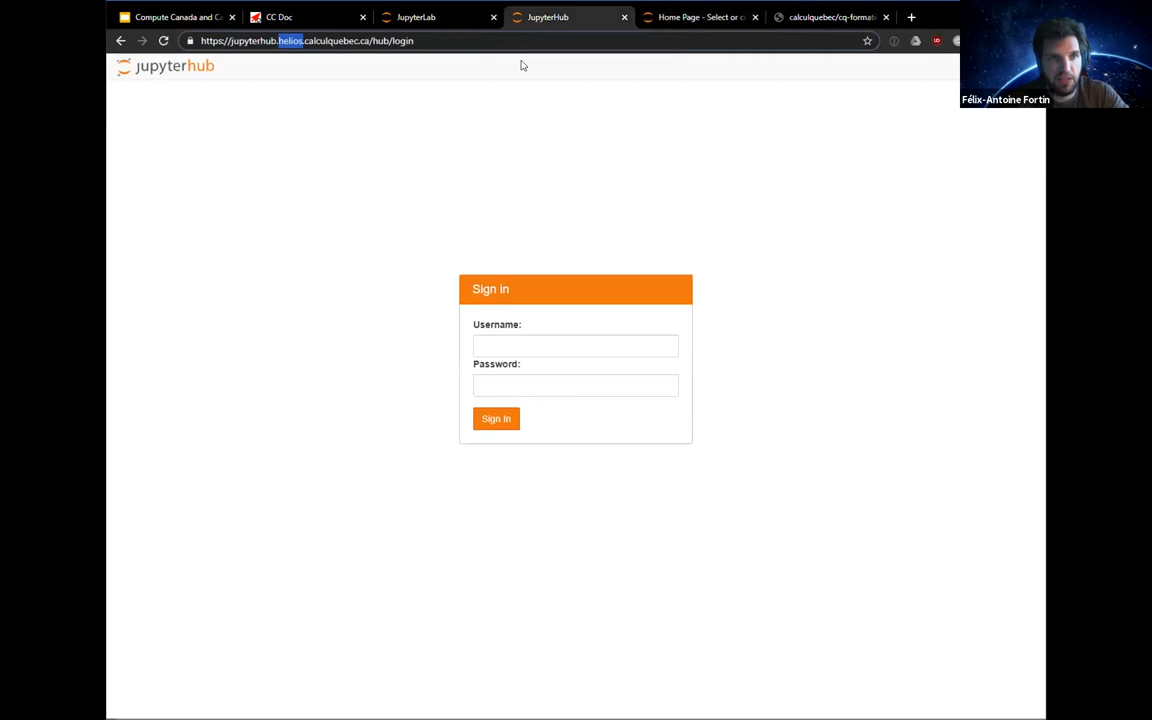 Compute Canada and C
CC Doc
JupyterLab
JupyterHub
Home Page - Select or c
calculquebec/cq-formati
https://jupyterhub.helios.calculquebec.ca/hub/login
jupyterhub
Félix-Antoine Fortin
Sign in
Username:
Password:
Sign In